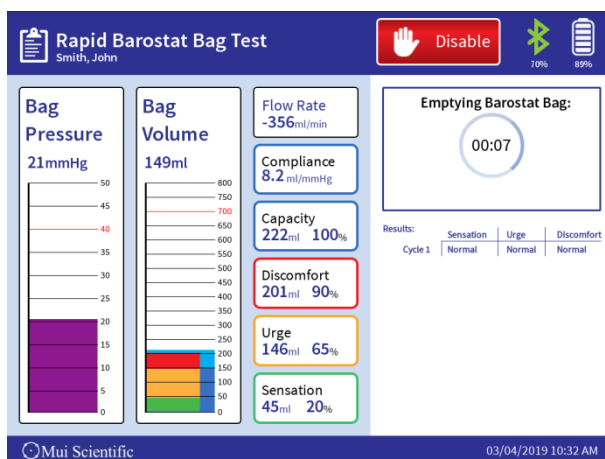 Rapid Barostat Bag Test
Smith, John
Disable
70%
89%
Bag
Pressure
21mmHg
50
45
40
35
30
25
20
15
10
5
0
Bag
Volume
149ml
800
750
700
650
600
550
500
450
400
350
300
250
200
150
100
50
0
Flow Rate
-356ml/min
Compliance
8.2 ml/mmHg
Capacity
222ml 100%
Discomfort
201ml 90%
Urge
146ml 65%
Sensation
45ml 20%
Emptying Barostat Bag:
00:07
Results:
Sensation Urge Discomfort
Cycle 1 Normal Normal Normal
Mui Scientific
03/04/2019 10:32 AM